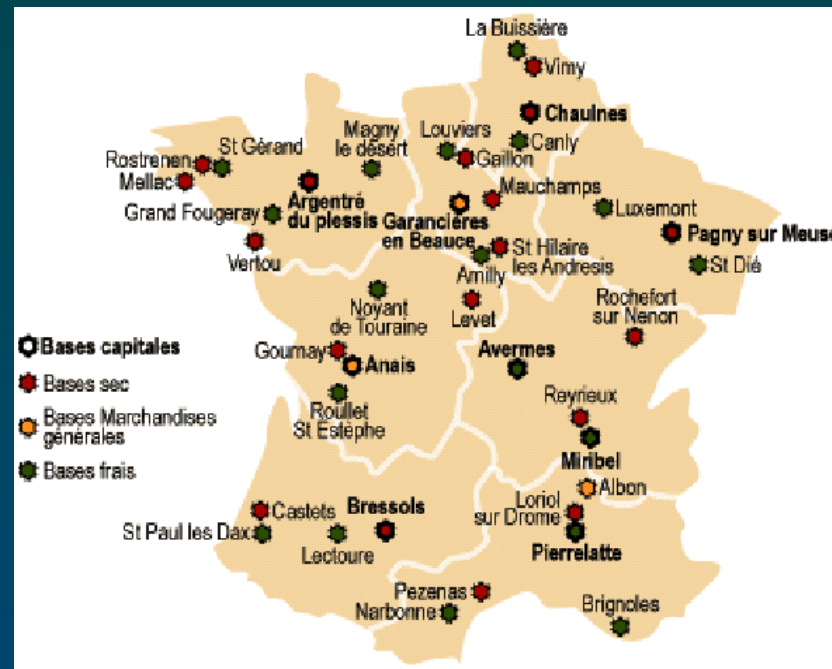 La Buissière
Vimy
Chaulnes
Canly
Louviers
Gaillon
Magny
le désért
St Gérand
Rostrenen
Mellac
Argentré
du plessis
Grand Fougeray
Vertou
Mauchamps
Garancières
en Beauce
Luxemont
Pagny sur Meuse
St Dié
St Hilaire
les Andresis
Amilly
Levet
Noyant
de Touraine
Rochefort
sur Nenon
Gournay
Anais
Avermes
Roullet
St Estèphe
Reyrieux
Miribel
Albon
Bases capitales
Bases sec
Bases Marchandises
générales
Bases frais
Castets
St Paul les Dax
Bressols
Lectoure
Loriol
sur Drome
Pierrelatte
Pezenas
Narbonne
Brignoles